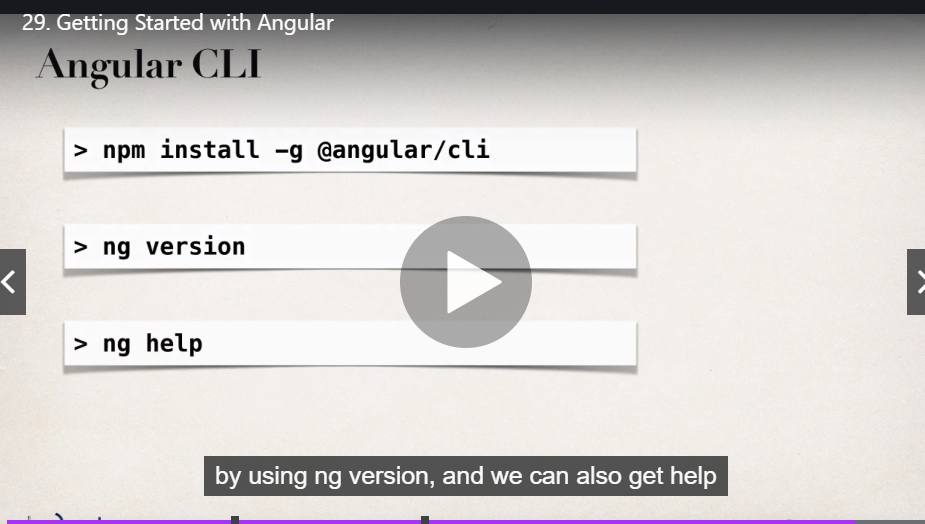 29. Getting Started with Angular
Angular CLI
> npm install -g @angular/cli
> ng version
> ng help
by using ng version, and we can also get help